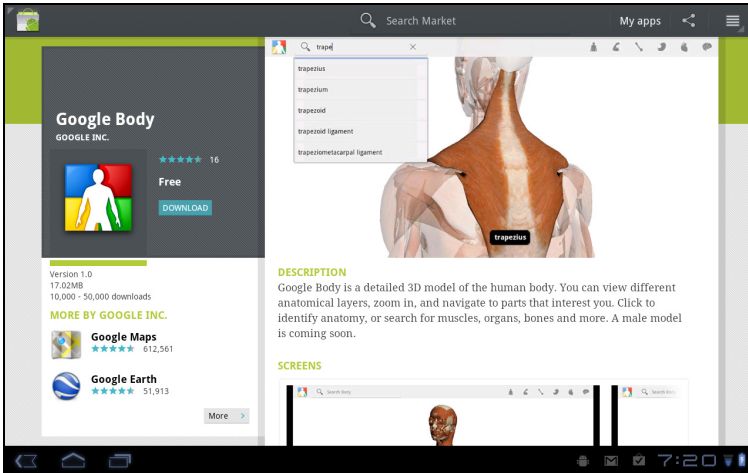 Search Market
My apps
Google Body
GOOGLE INC.
16
Free
DOWNLOAD
Version 1.0
17.02MB
10,000 - 50,000 downloads
MORE BY GOOGLE INC.
Google Maps
612,561
Google Earth
51,913
More
trape
trapezius
trapezium
trapezoid
trapezoid ligament
trapeziometacarpal ligament
trapezius
DESCRIPTION
Google Body is a detailed 3D model of the human body. You can view different
anatomical layers, zoom in, and navigate to parts that interest you. Click to
identify anatomy, or search for muscles, organs, bones and more. A male model
is coming soon.
SCREENS
Search Body
Search Body
7:20